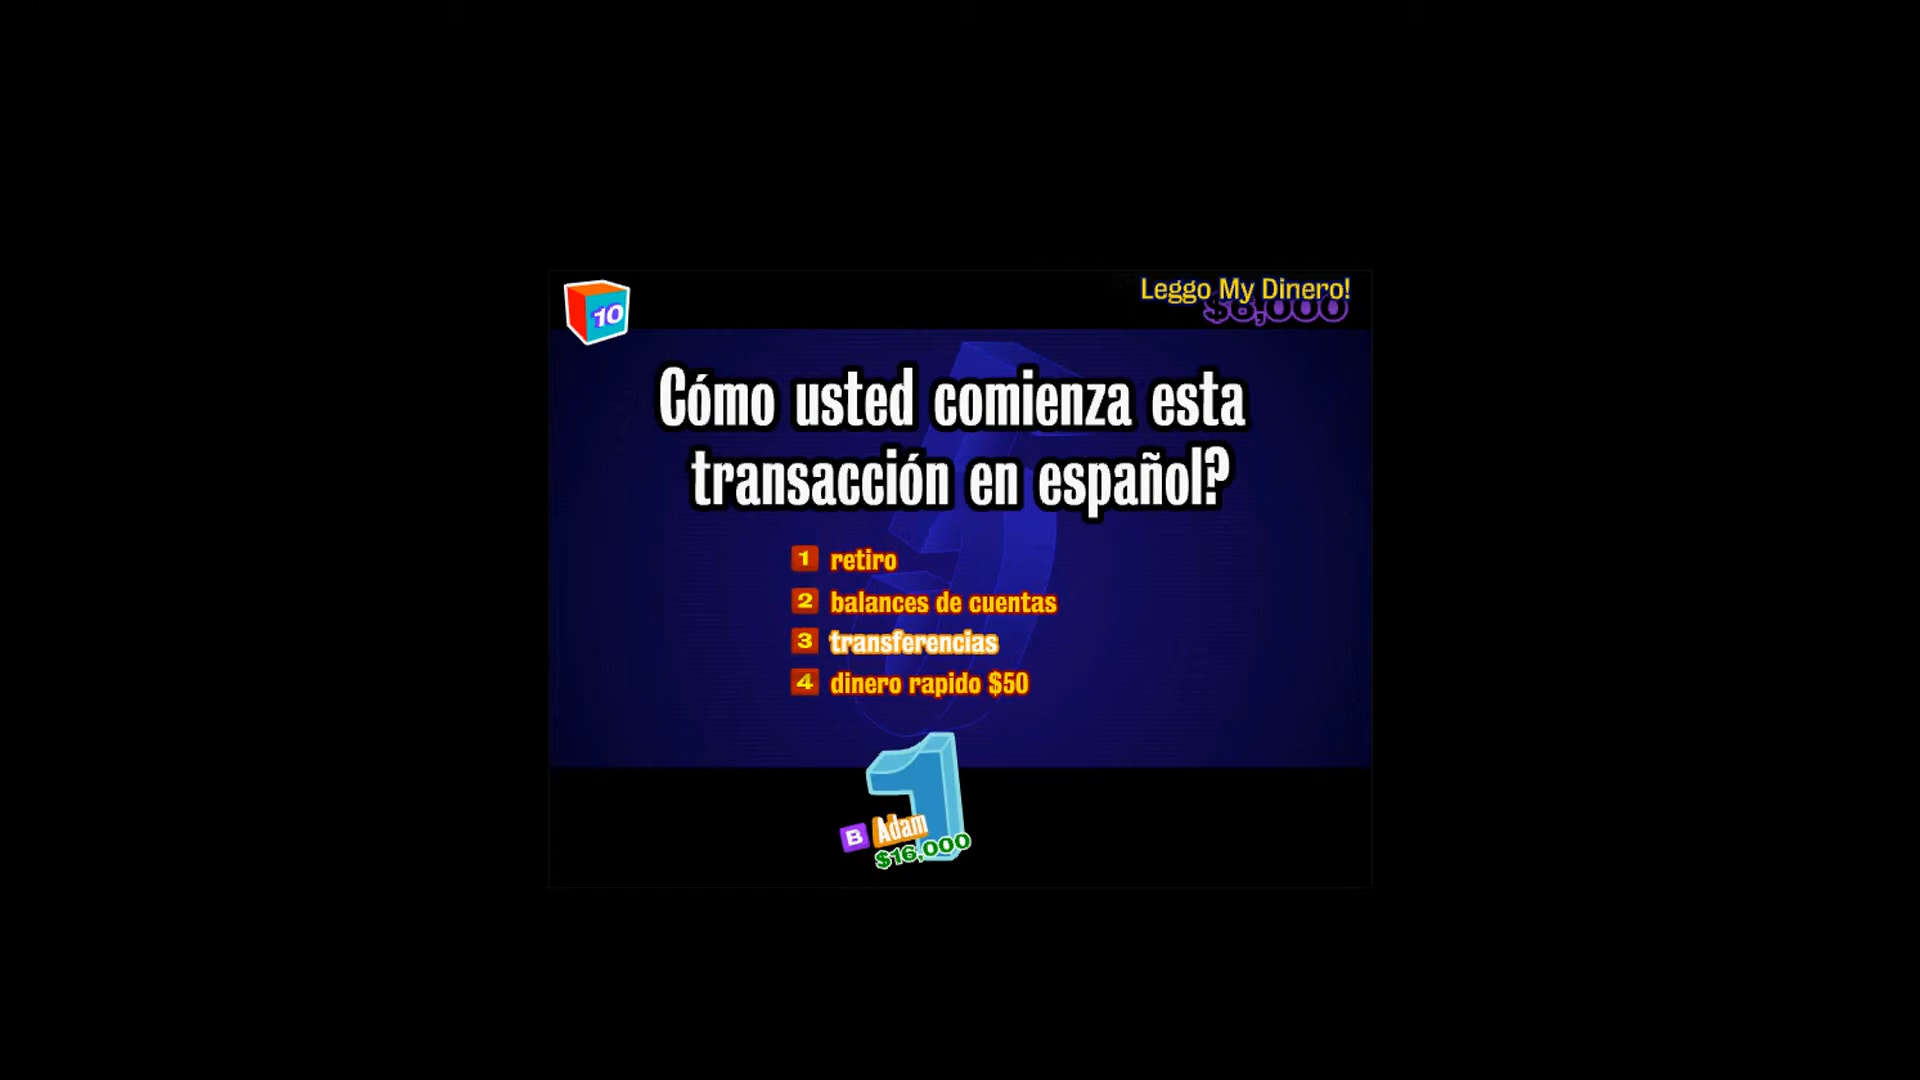 10
Leggo My Dinero!
$8,000
Cómo usted comienza esta
transacción en español?
1 retiro
2 balances de cuentas
3 transferencias
4 dinero rapido $50
1
B Adam
$16,000